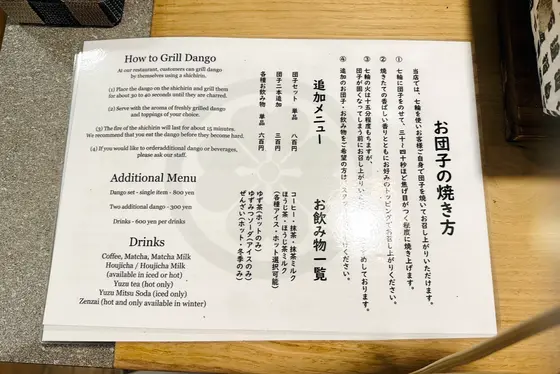 How to Grill Dango
At our restaurant, customers can grill dango
by themselves using a shichirin.
(1) Place the dango on the shichirin and grill them
for about 30 to 40 seconds until they are charred.
(2) Serve with the aroma of freshly grilled dango
and toppings of your choice.
(3) The fire of the shichirin will last for about 15 minutes.
We recommend that you eat the dango before they become hard.
(4) If you would like to orderadditional dango or beverages,
please ask our staff.
Additional Menu
Dango set - single item - 800 yen
Two additional dango - 300 yen
Drinks - 600 yen per drinks
Drinks
Coffee, Matcha, Matcha Milk
Houjicha / Houjicha Milk
(available in iced or hot)
Yuzu tea (hot only)
Yuzu Mitsu Soda (iced only)
Zenzai (hot and only available in winter)
お団子の焼き方
当店では、七輪を使いお客様ご自身で団子を焼いてお召し上がりいただけます。
① 七輪に団子をのせて、三十〜四十秒ほど焦げ目がつく程度に焼き上げます。
② 焼きたての香ばしい香りとともにお好みのトッピングでお召し上がりください。
③ 七輪の火は十五分程度もちますが、
団子が固くなってしまう前にお召し上がりいただくことをお
めしております。
④ 追加のお団子・お飲み物をご希望の方は、スタッフ
ください。
追加メニュー
団子セット 単品 八百円
団子二本追加 三百円
各種お飲み物 単品 六百円
お飲み物一覧
コーヒー・抹茶・抹茶ミルク
ほうじ茶・ほうじ茶ミルク
(各種アイス・ホット選択可能)
ゆず茶(ホットのみ)
ゆずみつソーダ(アイスのみ)
ぜんざい(ホット・冬季のみ)